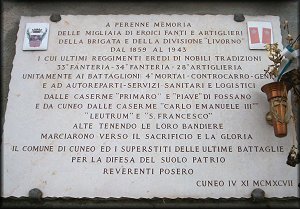 A PERENNE MEMORIA
DELLE MIGLIAIA DI EROICI FANTI E ARTIGLIERI
DELLA BRIGATA E DELLA DIVISIONE "LIVORNO"
DAL 1859 AL 1943
I CUI ULTIMI REGGIMENTI EREDI DI NOBILI TRADIZIONI
33ª FANTERIA - 34ª FANTERIA - 28ª ARTIGLIERIA
UNITAMENTE AI BATTAGLIONI: 4° MORTAI - CONTROCARRO - GENIO
E AD AUTOREPARTI - SERVIZI SANITARI E LOGISTICI
DALLE CASERME "PRIMARO" E "PIAVE" DI FOSSANO
E DA CUNEO DALLE CASERME "CARLO EMANUELE III"
"LEUTRUM" E "S. FRANCESCO"
ALTE TENENDO LE LORO BANDIERE
MARCIARONO VERSO IL SACRIFICIO E LA GLORIA
IL COMUNE DI CUNEO ED I SUPERSTITI DELLE ULTIME BATTAGLIE
PER LA DIFESA DEL SUOLO PATRIO
REVERENTI POSERO
CUNEO IV XI MCMXCVII